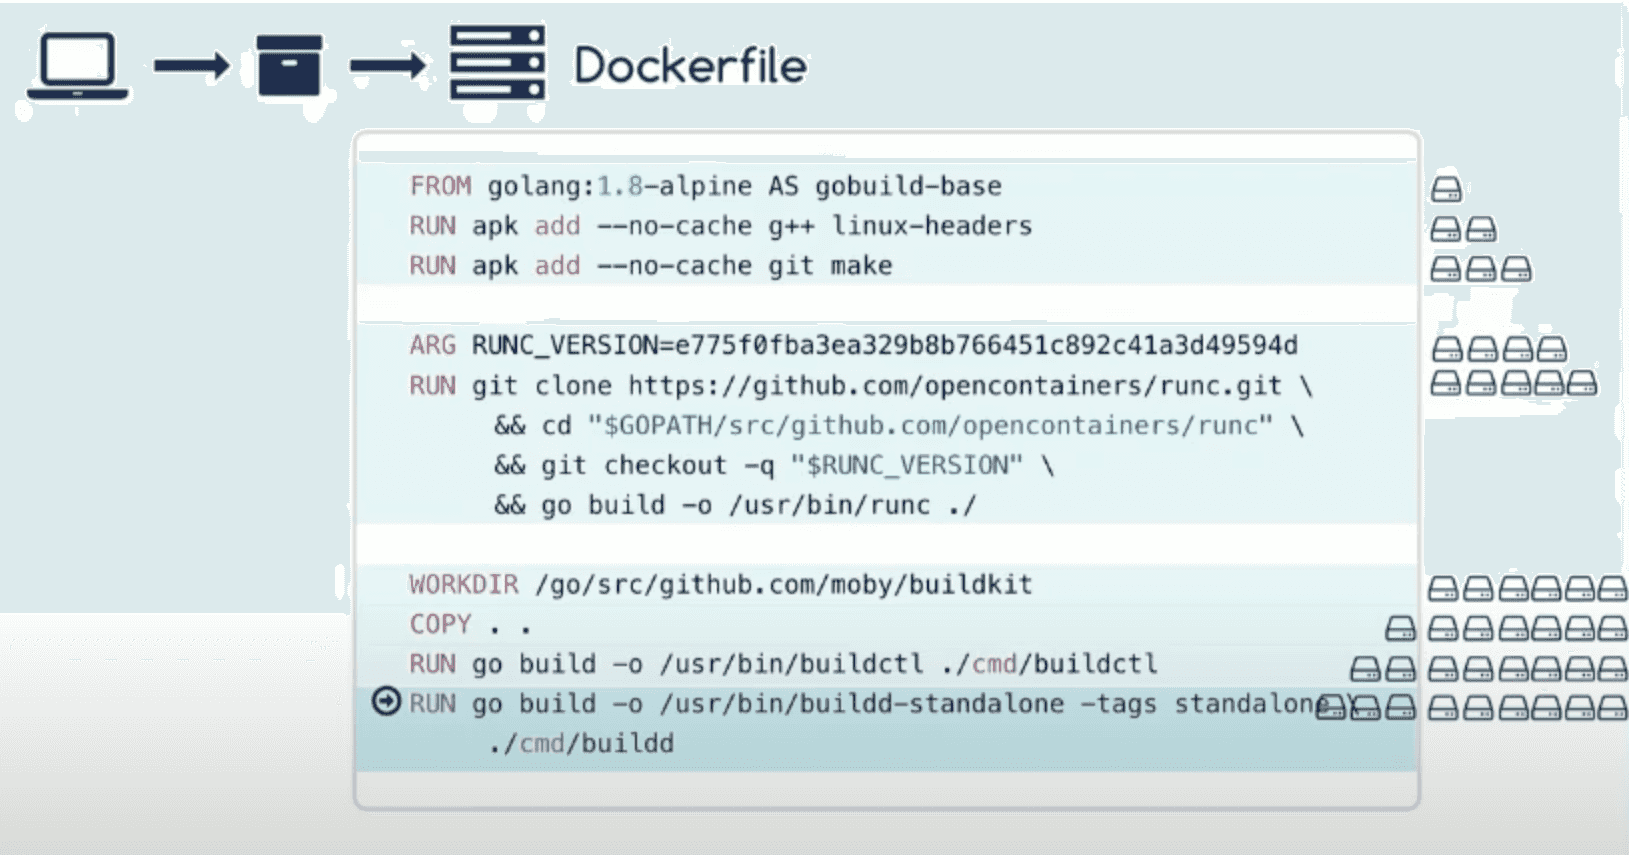 Dockerfile
FROM golang:1.8-alpine AS gobuild-base
RUN apk add --no-cache g++ linux-headers
RUN apk add --no-cache git make
ARG RUNC_VERSION=e775f0fba3ea329b8b766451c892c41a3d49594d
RUN git clone https://github.com/opencontainers/runc.git \
&& cd "$GOPATH/src/github.com/opencontainers/runc" \
&& git checkout -q "$RUNC_VERSION" \
&& go build -o /usr/bin/runc ./
WORKDIR /go/src/github.com/moby/buildkit
COPY . .
RUN go build -o /usr/bin/buildctl ./cmd/buildctl
RUN go build -o /usr/bin/buildd-standalone -tags standalone \
./cmd/buildd